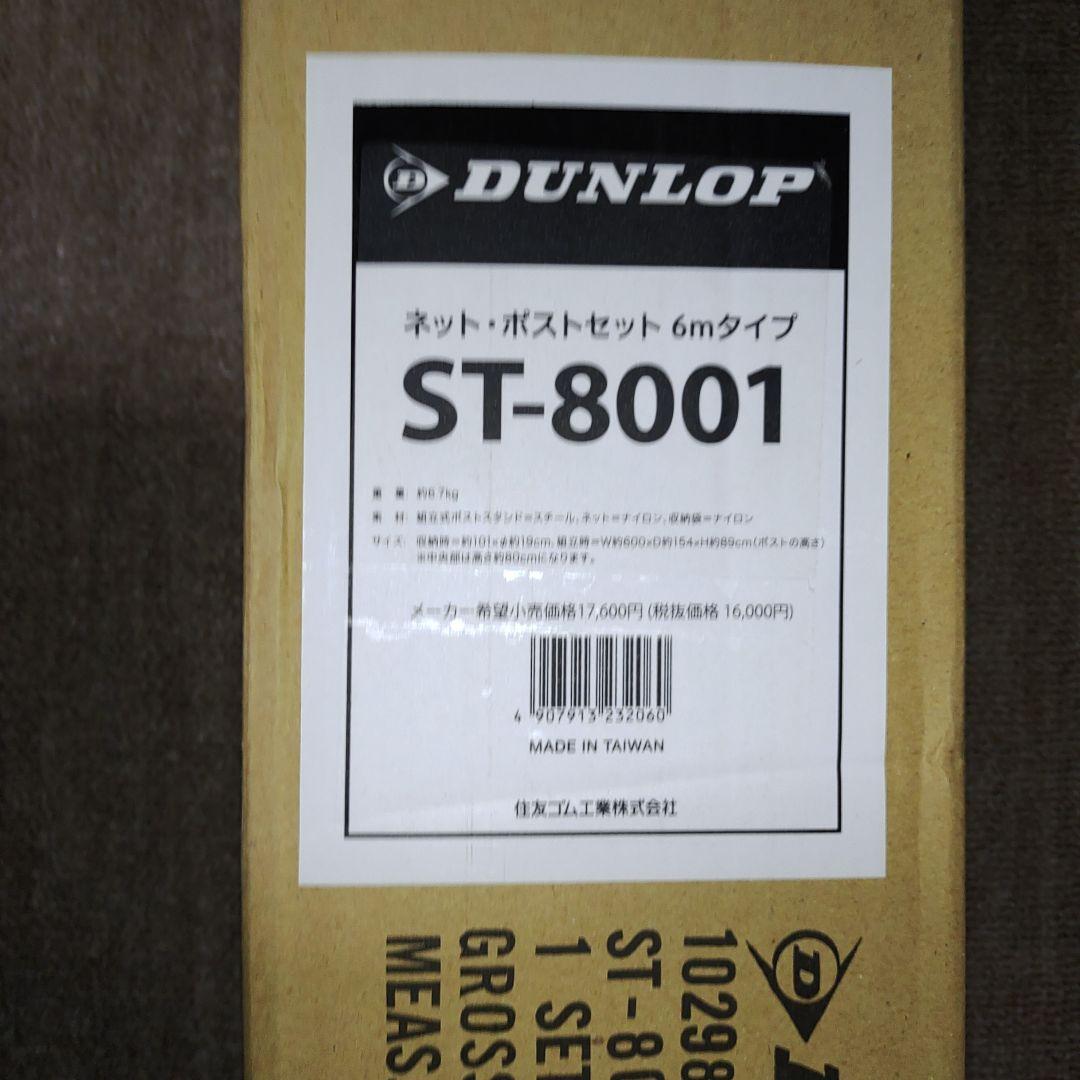 DUNLOP
ネット・ポストセット 6mタイプ
ST-8001
重 量: 約6.7kg
素 材: 組立式ポストスタンド=スチール, ネット=ナイロン, 収納袋=ナイロン
サイズ: 収納時=約101×φ約19cm, 組立時=W約600×D約154×H約89cm(ポストの高さ)
※中央部は高さ約80cmになります。
メーカー希望小売価格17,600円(税抜価格 16,000円)
4 907913 232060
MADE IN TAIWAN
住友ゴム工業株式会社
10298
ST-80
1 SET
GROSS
MEAS.